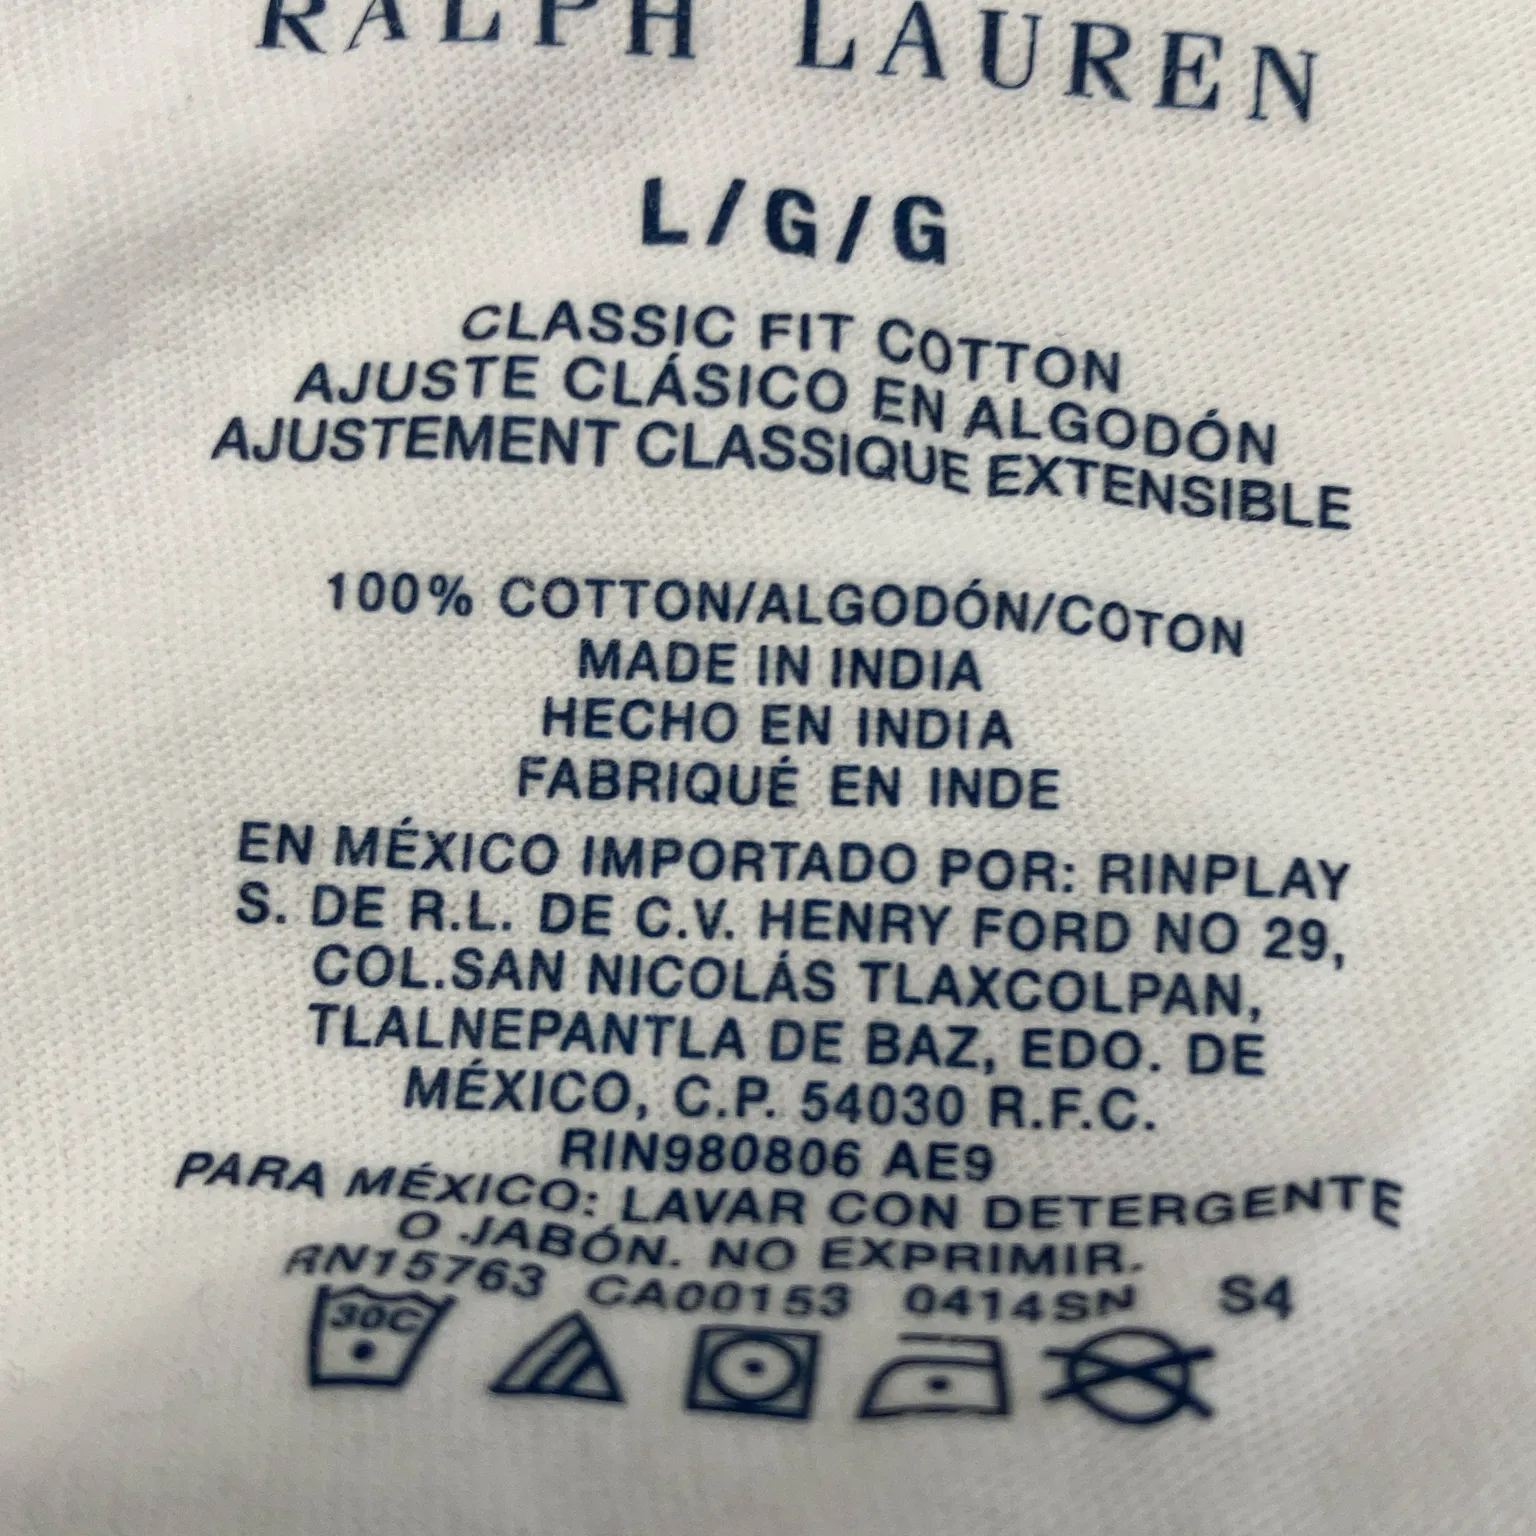 RALPH LAUREN
L/G/G
CLASSIC FIT COTTON
AJUSTE CLÁSICO EN ALGODÓN
AJUSTEMENT CLASSIQUE EXTENSIBLE
100% COTTON/ALGODÓN/COTON
MADE IN INDIA
HECHO EN INDIA
FABRIQUÉ EN INDE
EN MÉXICO IMPORTADO POR: RINPLAY
S. DE R.L. DE C.V. HENRY FORD NO 29,
COL.SAN NICOLÁS TLAXCOLPAN,
TLALNEPANTLA DE BAZ, EDO. DE
MÉXICO, C.P. 54030 R.F.C.
RIN980806 AE9
PARA MÉXICO: LAVAR CON DETERGENTE
O JABÓN. NO EXPRIMIR.
RN15763 CA00153 0414SN S4
30C